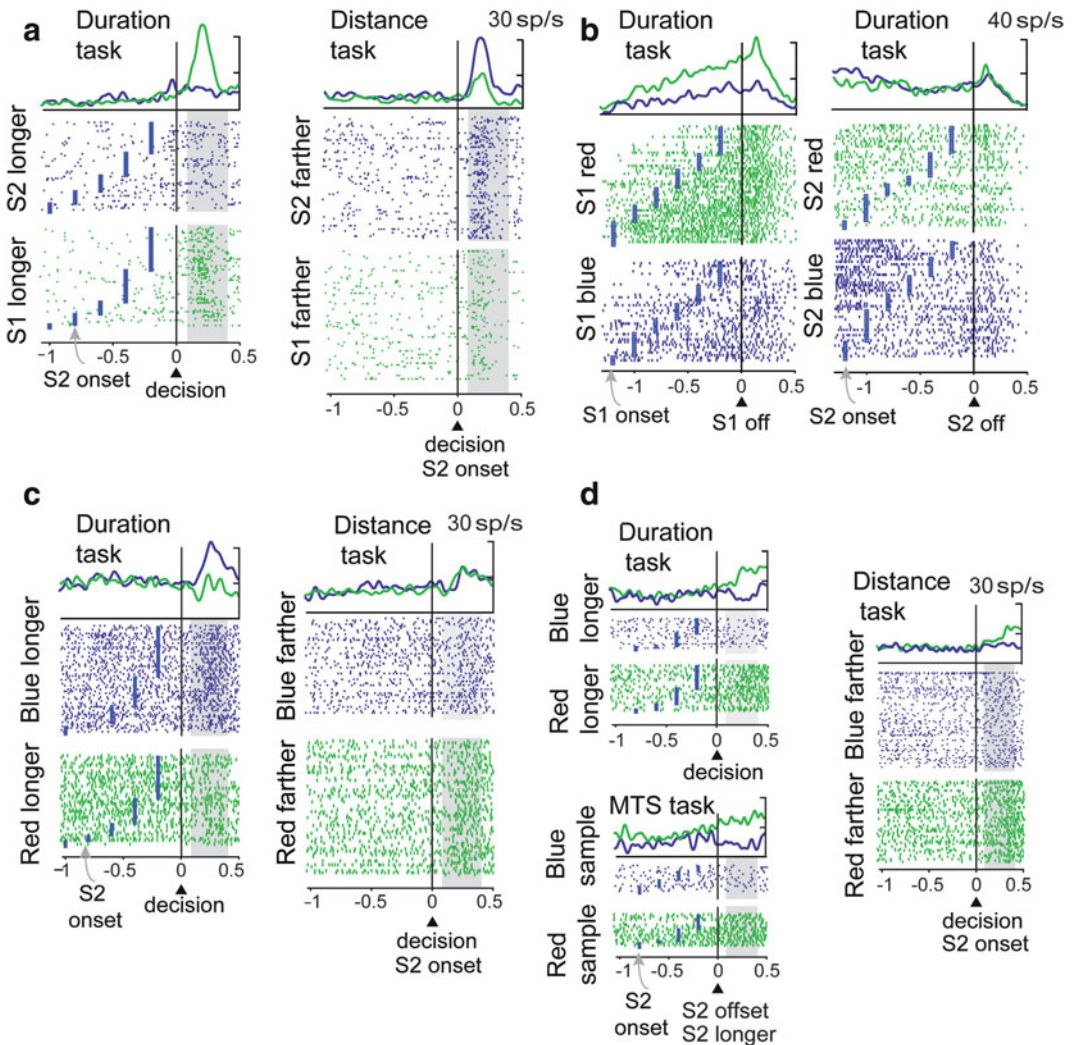 a
Duration
task
S2 longer
S1 longer
-1
-0.5
0
0.5
S2 onset
decision
Distance
task
30 sp/s
S2 farther
S1 farther
-1
-0.5
0
0.5
decision
S2 onset
b
Duration
task
S1 red
S1 blue
-1
-0.5
0
0.5
S1 onset
S1 off
Duration
task
40 sp/s
S2 red
S2 blue
-1
-0.5
0
0.5
S2 onset
S2 off
c
Duration
task
Blue longer
Red longer
-1
-0.5
0
0.5
S2
onset
decision
Distance
task
30 sp/s
Blue farther
Red farther
-1
-0.5
0
0.5
decision
S2 onset
d
Duration
task
Blue
longer
Red
longer
-1
-0.5
0
0.5
decision
MTS task
Blue
sample
Red
sample
-1
-0.5
0
0.5
S2
onset
S2 offset
S2 longer
Distance
task
30 sp/s
Blue farther
Red farther
-1
-0.5
0
0.5
decision
S2 onset